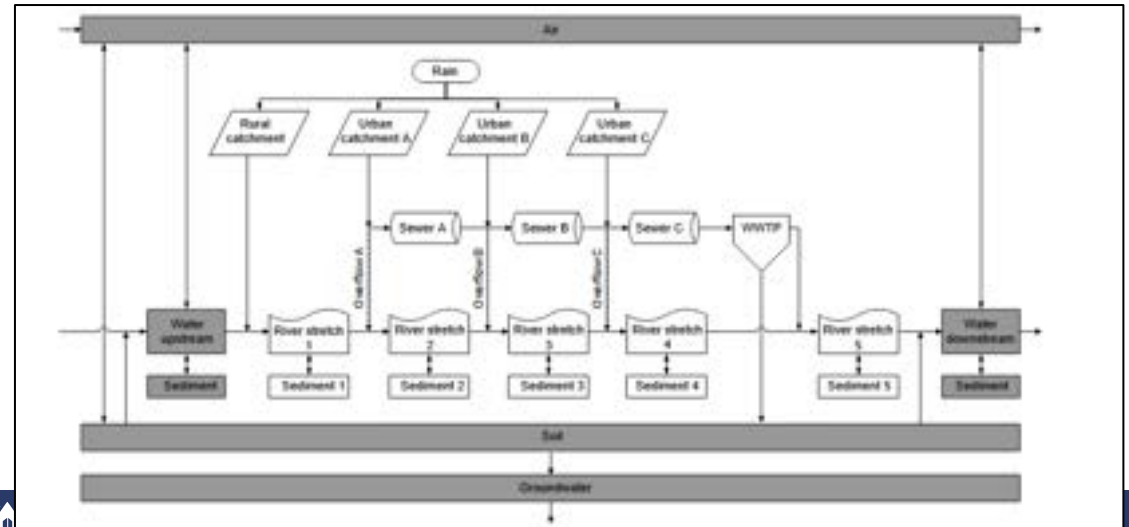 Air
Rain
Rural
catchment
Urban
catchment A
Urban
catchment B
Urban
catchment C
Sewer A
Sewer B
Sewer C
WWTP
Overflow A
Overflow B
Overflow C
Water
upstream
River stretch
1
River stretch
2
River stretch
3
River stretch
4
River stretch
5
Water
downstream
Sediment
Sediment 1
Sediment 2
Sediment 3
Sediment 4
Sediment 5
Sediment
Soil
Groundwater